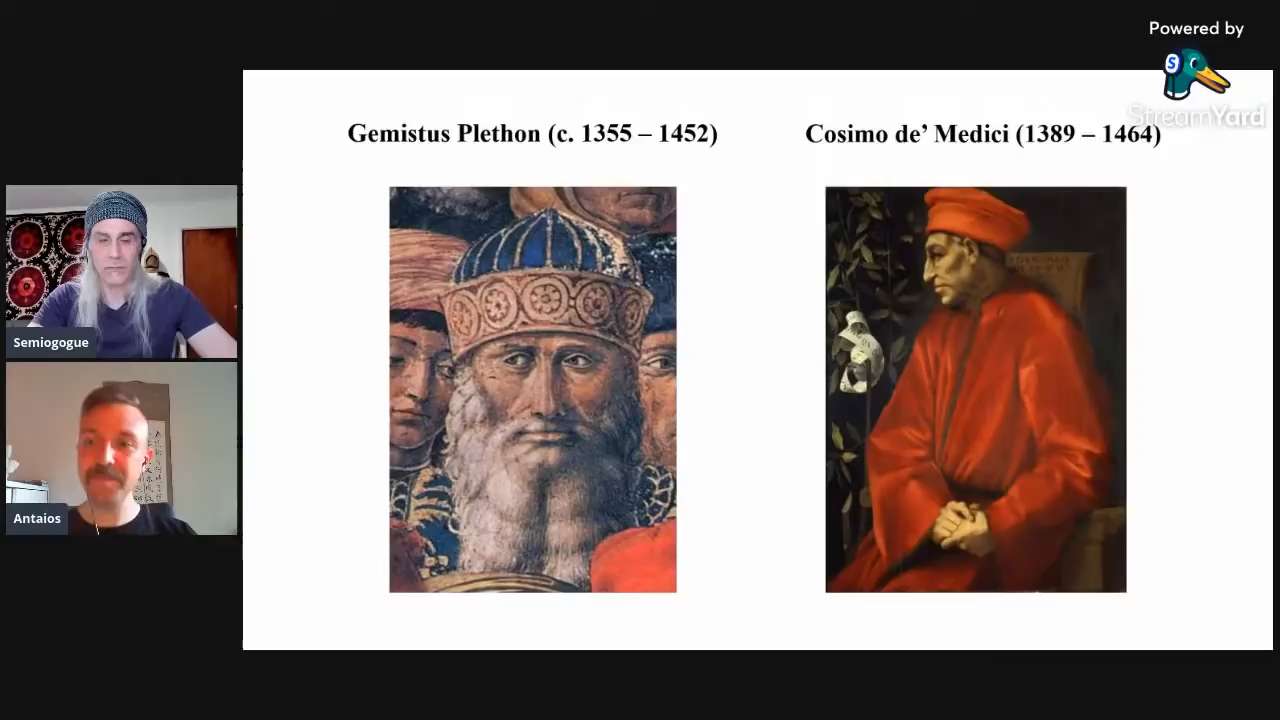 Powered by
S
StreamYard
Gemistus Plethon (c. 1355 – 1452)
Cosimo de’ Medici (1389 – 1464)
Semiogogue
Antaios